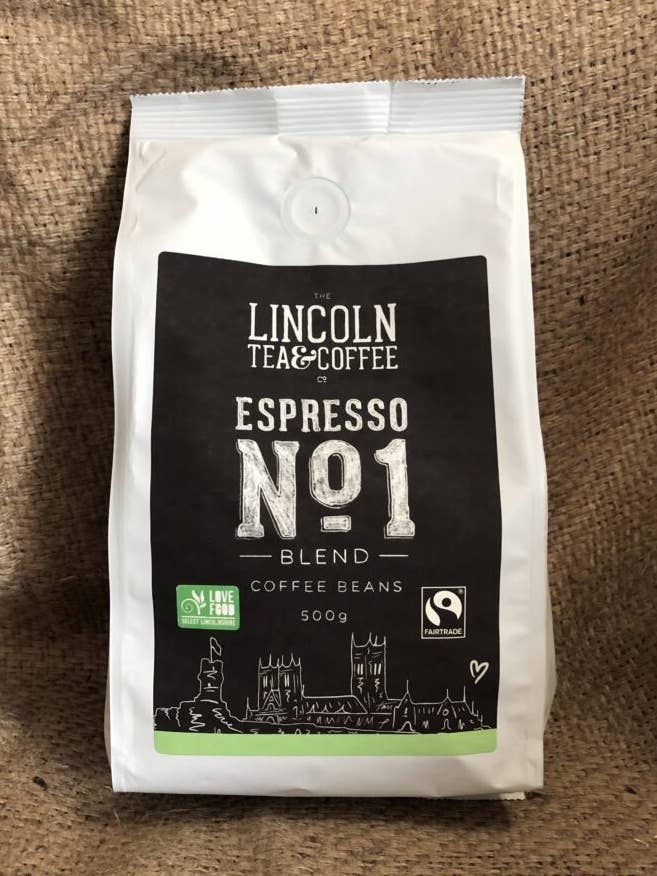 THE
LINCOLN
TEA&COFFEE
Co
ESPRESSO
No1
BLEND
COFFEE BEANS
500g
LOVE
FOOD
SELECT LINCOLNSHIRE
FAIRTRADE